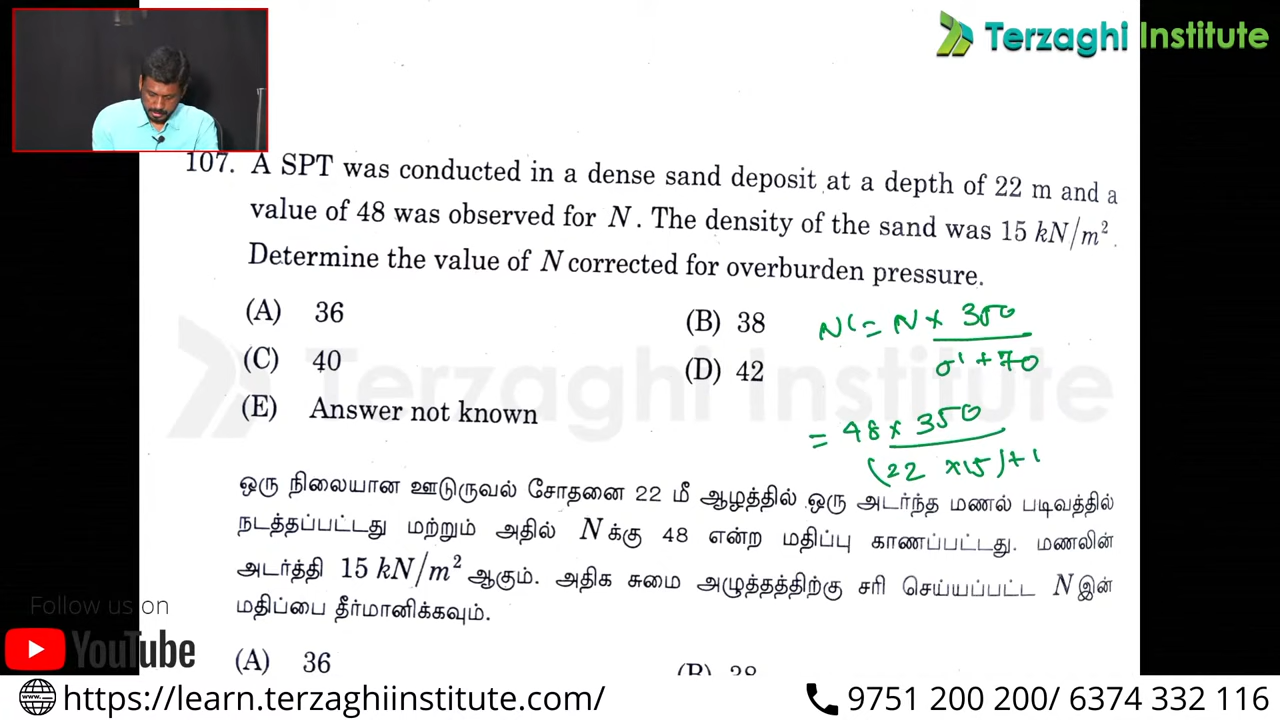 Terzaghi Institute
107. A SPT was conducted in a dense sand deposit at a depth of 22 m and a
value of 48 was observed for N. The density of the sand was 15 kN/m².
Determine the value of N corrected for overburden pressure.
(A) 36
(B) 38
(C) 40
(D) 42
(E) Answer not known
N' = N × 350
σ' + 70
= 48 × 350
(22 × 15) +
Terzaghi Institute
ஒரு நிலையான ஊடுருவல் சோதனை 22 மீ ஆழத்தில் ஒரு அடர்ந்த மணல் படிவத்தில்
நடத்தப்பட்டது மற்றும் அதில் N க்கு 48 என்ற மதிப்பு காணப்பட்டது. மணலின்
அடர்த்தி 15 kN/m² ஆகும். அதிக சுமை அழுத்தத்திற்கு சரி செய்யப்பட்ட N இன்
மதிப்பை தீர்மானிக்கவும்.
(A) 36
(B) 38
Follow us on
YouTube
https://learn.terzaghiinstitute.com/
9751 200 200/ 6374 332 116